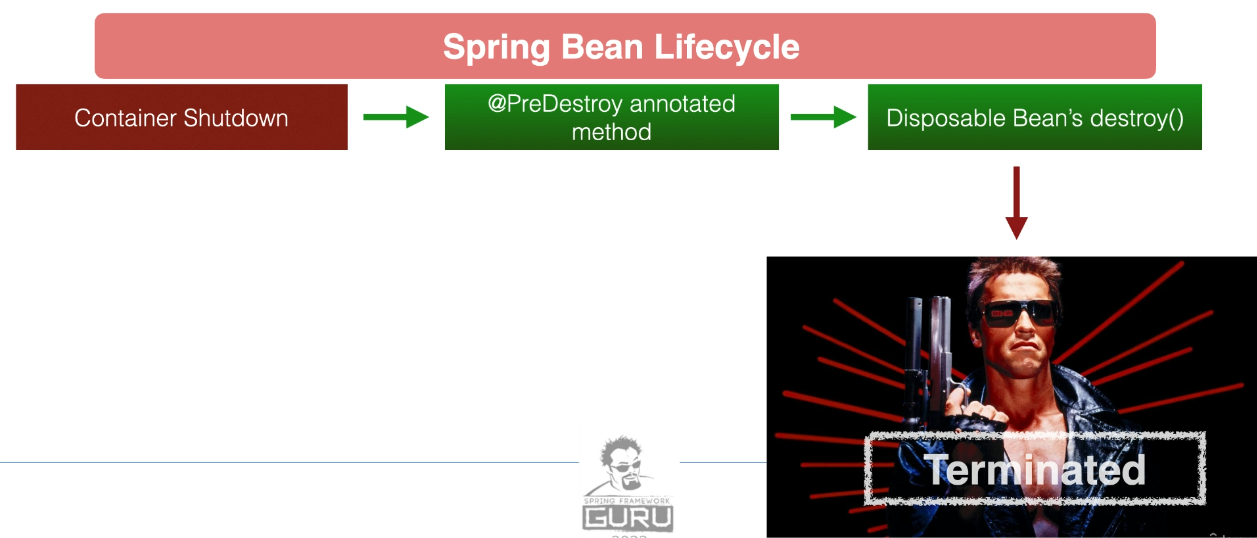 Spring Bean Lifecycle
Container Shutdown
@PreDestroy annotated
method
Disposable Bean's destroy()
Terminated
SPRING FRAMEWORK
GURU